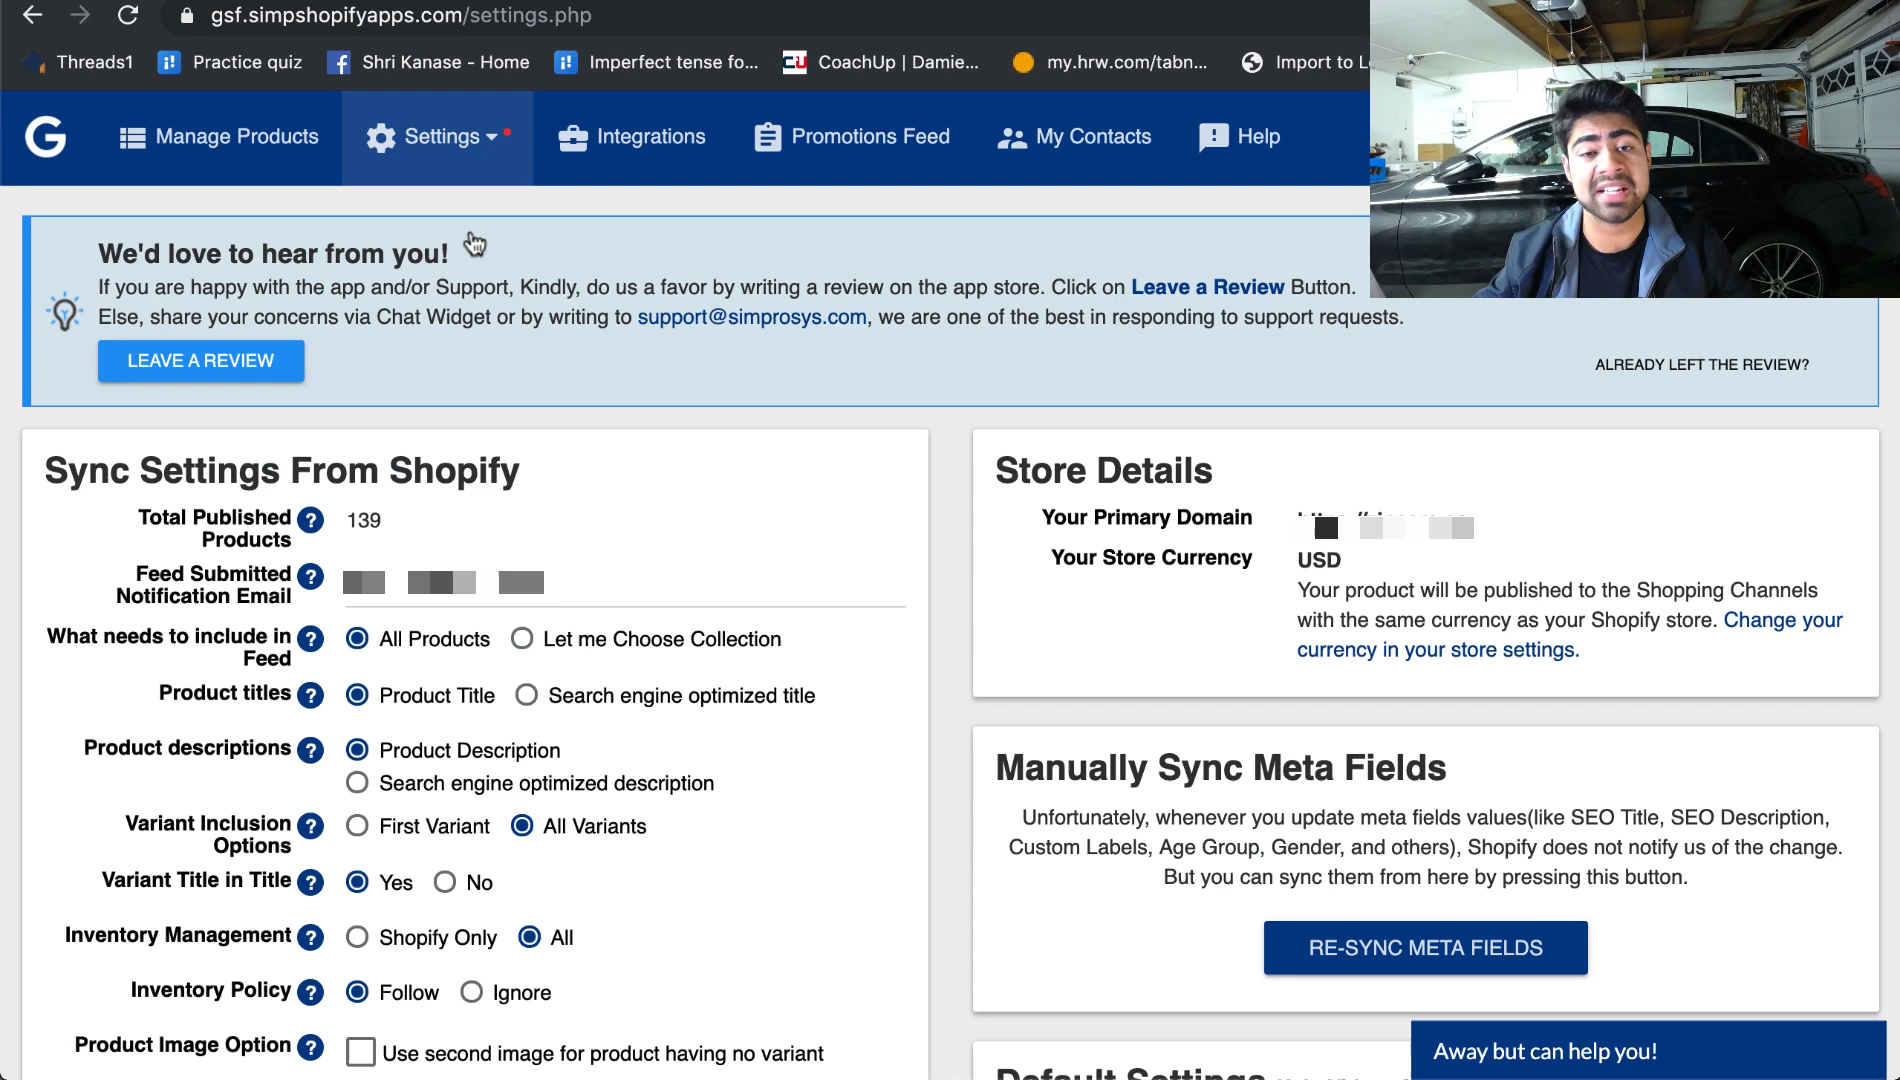 gsf.simpshopifyapps.com/settings.php
Threads1 Practice quiz Shri Kanase - Home Imperfect tense fo... CoachUp | Damie... my.hrw.com/tabn... Import to L
G Manage Products Settings Integrations Promotions Feed My Contacts Help
We'd love to hear from you!
If you are happy with the app and/or Support, Kindly, do us a favor by writing a review on the app store. Click on Leave a Review Button.
Else, share your concerns via Chat Widget or by writing to support@simprosys.com, we are one of the best in responding to support requests.
LEAVE A REVIEW
ALREADY LEFT THE REVIEW?
Sync Settings From Shopify
Total Published
Products ? 139
Feed Submitted
Notification Email ?
What needs to include in
Feed ? All Products Let me Choose Collection
Product titles ? Product Title Search engine optimized title
Product descriptions ? Product Description
Search engine optimized description
Variant Inclusion
Options ? First Variant All Variants
Variant Title in Title ? Yes No
Inventory Management ? Shopify Only All
Inventory Policy ? Follow Ignore
Product Image Option ? Use second image for product having no variant
Store Details
Your Primary Domain
Your Store Currency USD
Your product will be published to the Shopping Channels
with the same currency as your Shopify store. Change your
currency in your store settings.
Manually Sync Meta Fields
Unfortunately, whenever you update meta fields values(like SEO Title, SEO Description,
Custom Labels, Age Group, Gender, and others), Shopify does not notify us of the change.
But you can sync them from here by pressing this button.
RE-SYNC META FIELDS
Default Settings
Away but can help you!